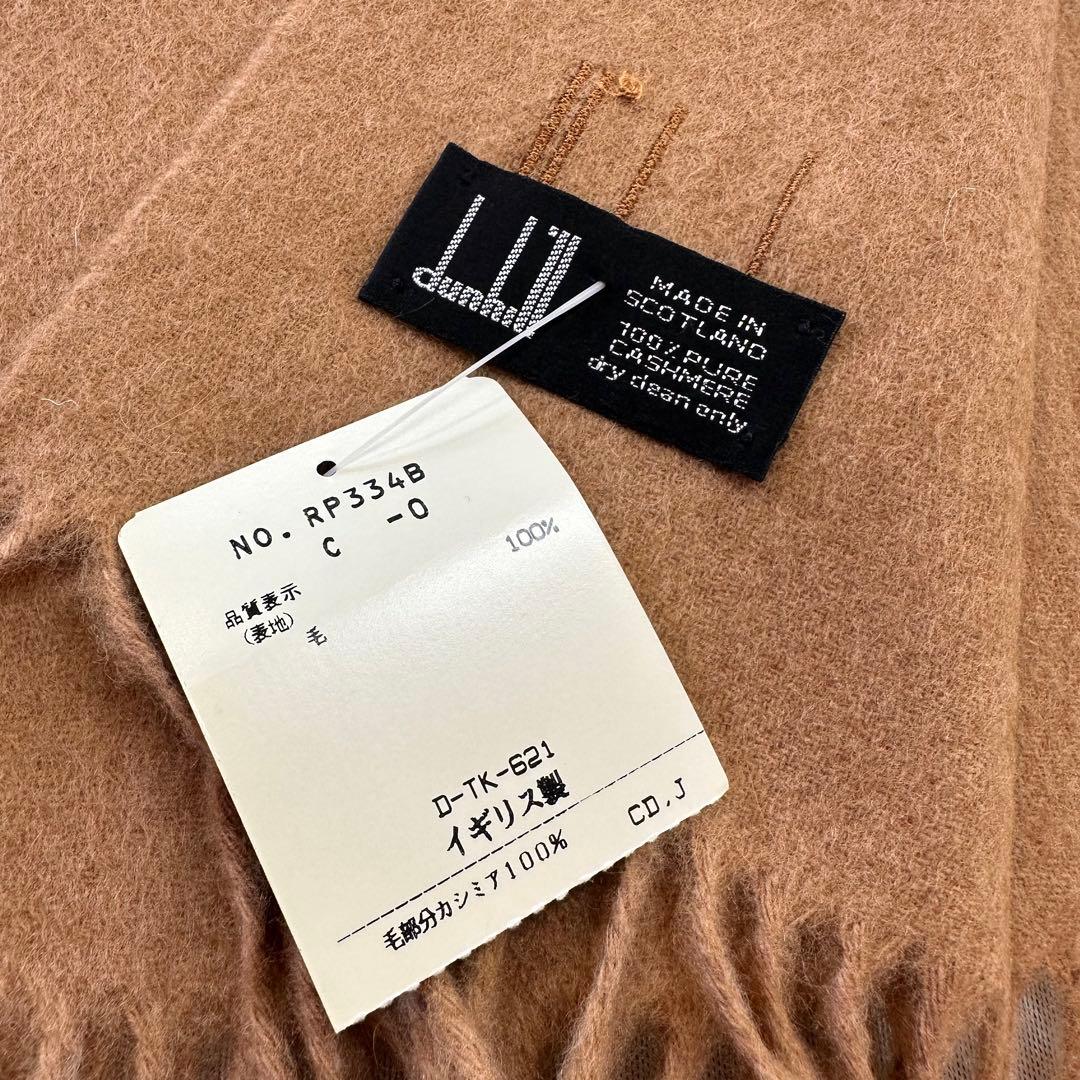 dunhill
MADE IN
SCOTLAND
100% PURE
CASHMERE
dry clean only
NO. RP334B
C -0
100%
品質表示
(表地) 毛
D-TK-621
イギリス製
CD.J
毛部分カシミア100%